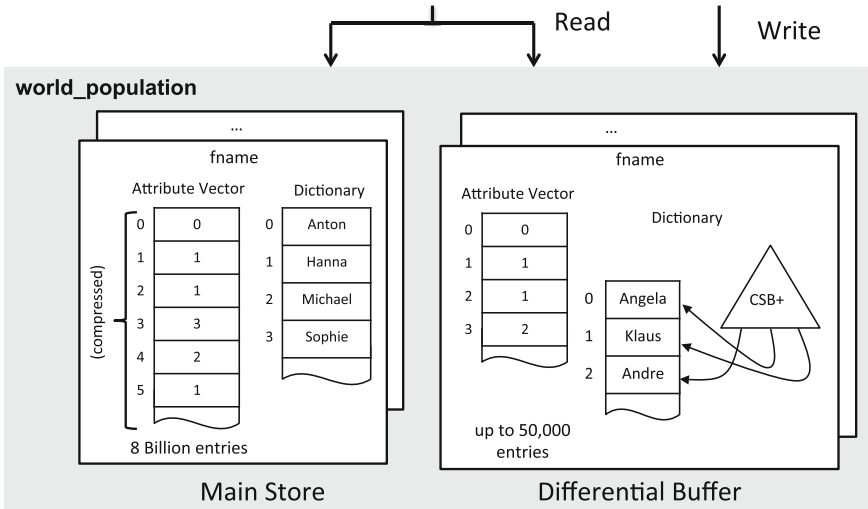 Read
Write
world_population
...
fname
Attribute Vector
Dictionary
(compressed)
0 0
1 1
2 1
3 3
4 2
5 1
0 Anton
1 Hanna
2 Michael
3 Sophie
8 Billion entries
Main Store
...
fname
Attribute Vector
Dictionary
0 0
1 1
2 1
3 2
0 Angela
1 Klaus
2 Andre
CSB+
up to 50,000
entries
Differential Buffer